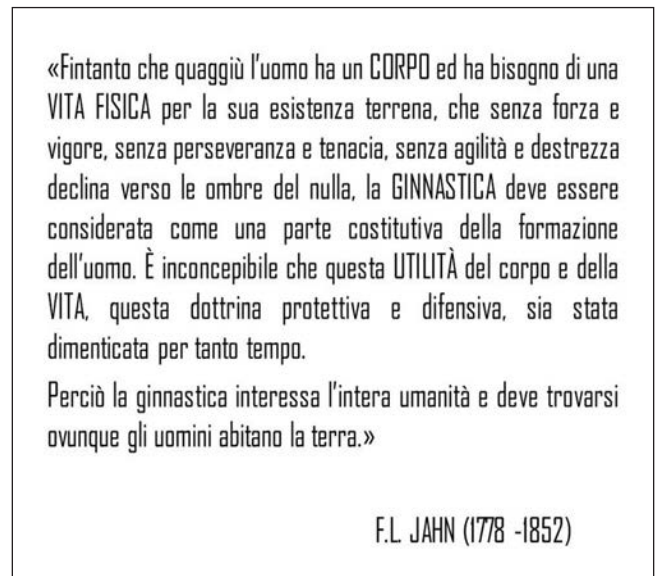 «Fintanto che quaggiù l'uomo ha un CORPO ed ha bisogno di una
VITA FISICA per la sua esistenza terrena, che senza forza e
vigore, senza perseveranza e tenacia, senza agilità e destrezza
declina verso le ombre del nulla, la GINNASTICA deve essere
considerata come una parte costitutiva della formazione
dell'uomo. È inconcepibile che questa UTILITÀ del corpo e della
VITA, questa dottrina protettiva e difensiva, sia stata
dimenticata per tanto tempo.
Perciò la ginnastica interessa l'intera umanità e deve trovarsi
ovunque gli uomini abitano la terra.»
F.L. JAHN (1778 -1852)